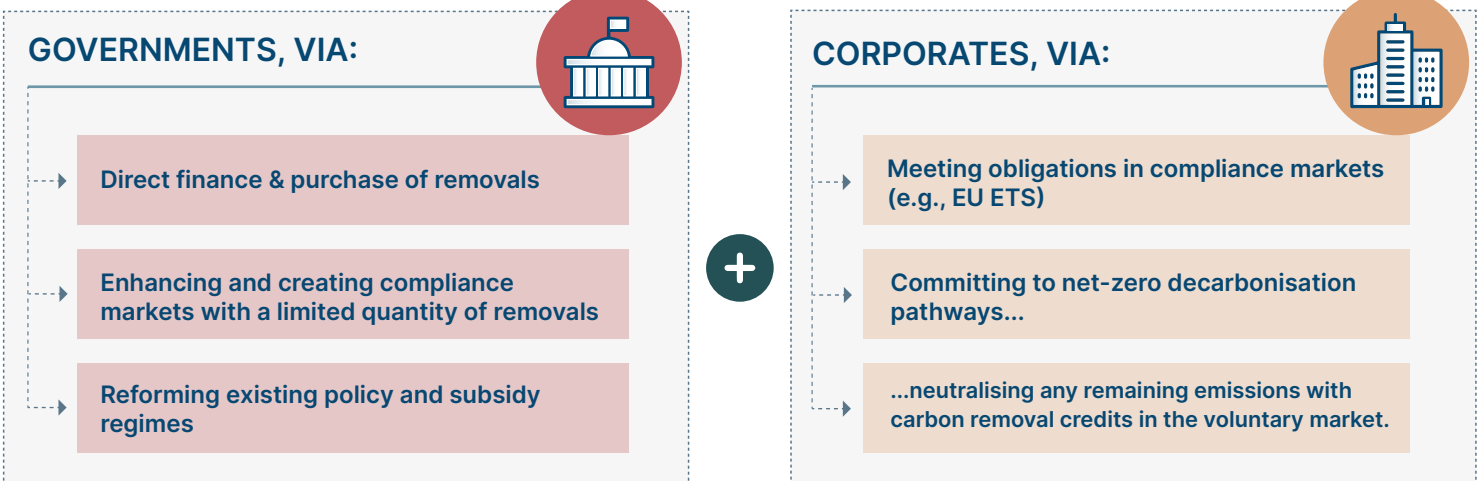 GOVERNMENTS, VIA:
Direct finance & purchase of removals
Enhancing and creating compliance
markets with a limited quantity of removals
Reforming existing policy and subsidy
regimes
CORPORATES, VIA:
Meeting obligations in compliance markets
(e.g., EU ETS)
Committing to net-zero decarbonisation
pathways...
...neutralising any remaining emissions with
carbon removal credits in the voluntary market.